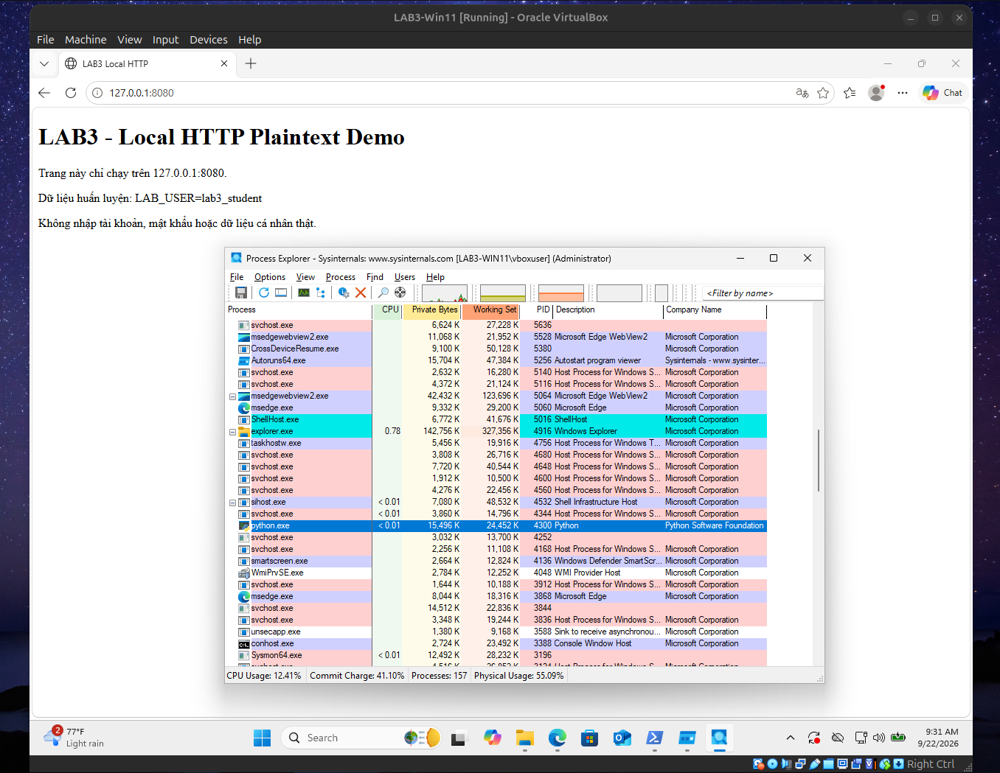 LAB3-Win11 [Running] - Oracle VirtualBox
File Machine View Input Devices Help
LAB3 Local HTTP
127.0.0.1:8080
Chat
LAB3 - Local HTTP Plaintext Demo
Trang này chỉ chạy trên 127.0.0.1:8080.
Dữ liệu huấn luyện: LAB_USER=lab3_student
Không nhập tài khoản, mật khẩu hoặc dữ liệu cá nhân thật.
Process Explorer - Sysinternals: www.sysinternals.com [LAB3-WIN11\vboxuser] (Administrator)
File Options View Process Find Users Help
<Filter by name>
Process CPU Private Bytes Working Set PID Description Company Name
svchost.exe 6,624 K 27,228 K 5636
msedgewebview2.exe 11,068 K 21,952 K 5528 Microsoft Edge WebView2 Microsoft Corporation
CrossDeviceResume.exe 9,100 K 50,128 K 5380 Microsoft Corporation
Autoruns64.exe 15,704 K 47,384 K 5256 Autostart program viewer Sysinternals - www.sysinter...
svchost.exe 2,632 K 16,280 K 5140 Host Process for Windows S... Microsoft Corporation
svchost.exe 4,372 K 21,124 K 5116 Host Process for Windows S... Microsoft Corporation
msedgewebview2.exe 42,432 K 123,696 K 5064 Microsoft Edge WebView2 Microsoft Corporation
msedge.exe 9,332 K 29,200 K 5060 Microsoft Edge Microsoft Corporation
ShellHost.exe 6,772 K 41,676 K 5016 ShellHost Microsoft Corporation
explorer.exe 0.78 142,756 K 327,356 K 4916 Windows Explorer Microsoft Corporation
taskhostw.exe 5,456 K 19,916 K 4756 Host Process for Windows T... Microsoft Corporation
svchost.exe 3,808 K 26,716 K 4680 Host Process for Windows S... Microsoft Corporation
svchost.exe 7,720 K 40,544 K 4648 Host Process for Windows S... Microsoft Corporation
svchost.exe 1,912 K 10,500 K 4600 Host Process for Windows S... Microsoft Corporation
svchost.exe 4,276 K 22,456 K 4560 Host Process for Windows S... Microsoft Corporation
sihost.exe < 0.01 7,080 K 48,532 K 4532 Shell Infrastructure Host Microsoft Corporation
svchost.exe < 0.01 3,860 K 14,796 K 4344 Host Process for Windows S... Microsoft Corporation
python.exe < 0.01 15,496 K 24,452 K 4300 Python Python Software Foundation
svchost.exe 3,032 K 13,700 K 4252
svchost.exe 2,256 K 11,108 K 4168 Host Process for Windows S... Microsoft Corporation
smartscreen.exe 2,664 K 12,824 K 4136 Windows Defender SmartScr... Microsoft Corporation
WmiPrvSE.exe 2,784 K 12,252 K 4048 WMI Provider Host Microsoft Corporation
svchost.exe 1,644 K 10,188 K 3912 Host Process for Windows S... Microsoft Corporation
msedge.exe 8,044 K 18,316 K 3868 Microsoft Edge Microsoft Corporation
svchost.exe 14,512 K 22,836 K 3844
svchost.exe 3,348 K 19,244 K 3836 Host Process for Windows S... Microsoft Corporation
unsecapp.exe 1,380 K 9,168 K 3588 Sink to receive asynchronou... Microsoft Corporation
conhost.exe 2,724 K 23,492 K 3388 Console Window Host Microsoft Corporation
Sysmon64.exe < 0.01 12,492 K 28,232 K 3196
CPU Usage: 12.41% Commit Charge: 41.10% Processes: 157 Physical Usage: 55.09%
2
77°F
Light rain
Search
9:31 AM
9/22/2026
Right Ctrl